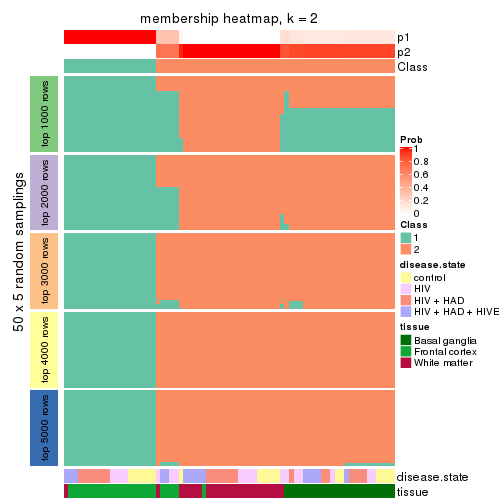 membership heatmap, k = 2
p1
p2
Class
50 x 5 random samplings
top 1000 rows
top 2000 rows
top 3000 rows
top 4000 rows
top 5000 rows
Prob
1
0.8
0.6
0.4
0.2
0
Class
1
2
disease.state
control
HIV
HIV + HAD
HIV + HAD + HIVE
tissue
Basal ganglia
Frontal cortex
White matter
disease.state
tissue